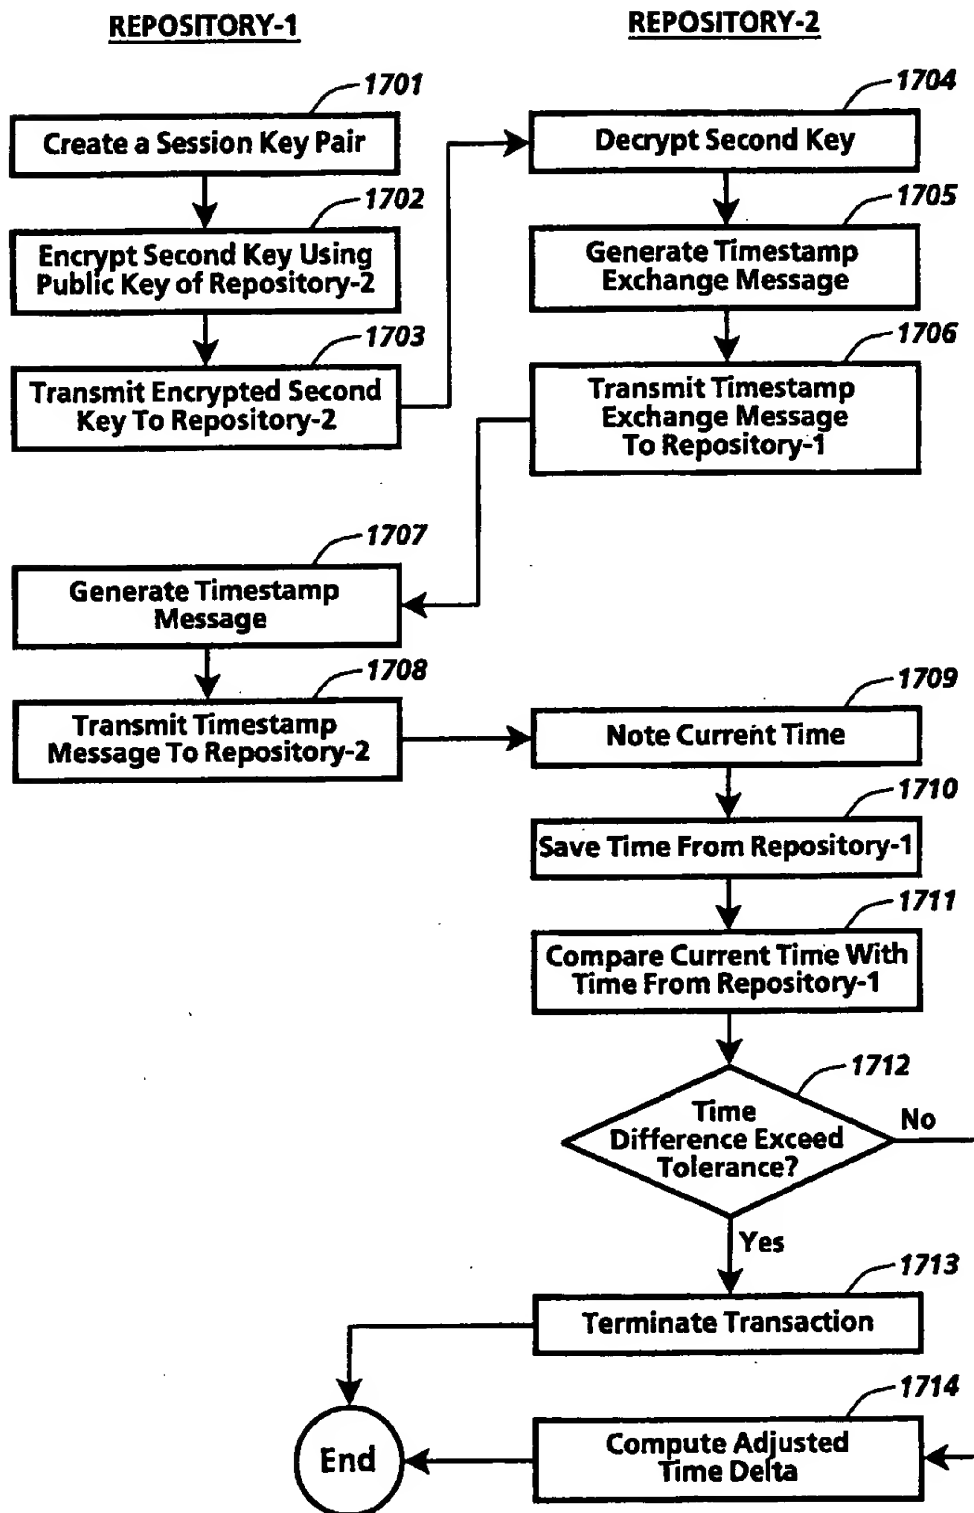 REPOSITORY-1
REPOSITORY-2
1701
Create a Session Key Pair
1702
Encrypt Second Key Using
Public Key of Repository-2
1703
Transmit Encrypted Second
Key To Repository-2
1704
Decrypt Second Key
1705
Generate Timestamp
Exchange Message
1706
Transmit Timestamp
Exchange Message
To Repository-1
1707
Generate Timestamp
Message
1708
Transmit Timestamp
Message To Repository-2
1709
Note Current Time
1710
Save Time From Repository-1
1711
Compare Current Time With
Time From Repository-1
1712
Time
Difference Exceed
Tolerance?
No
Yes
1713
Terminate Transaction
1714
Compute Adjusted
Time Delta
End